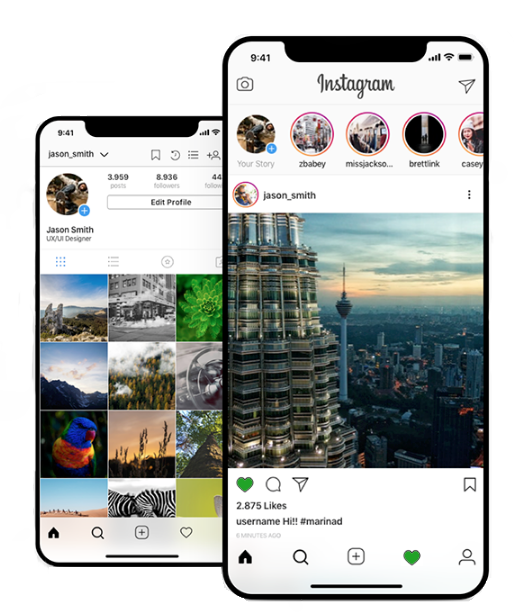 9:41
jason_smith
3.959
8.936
44
posts
followers
follow
Edit Profile
Jason Smith
UX/UI Designer
9:41
Instagram
Your Story
zbabey
missjackso...
brettlink
casey
jason_smith
2.875 Likes
username Hi!! #marinad
6 MINUTES AGO